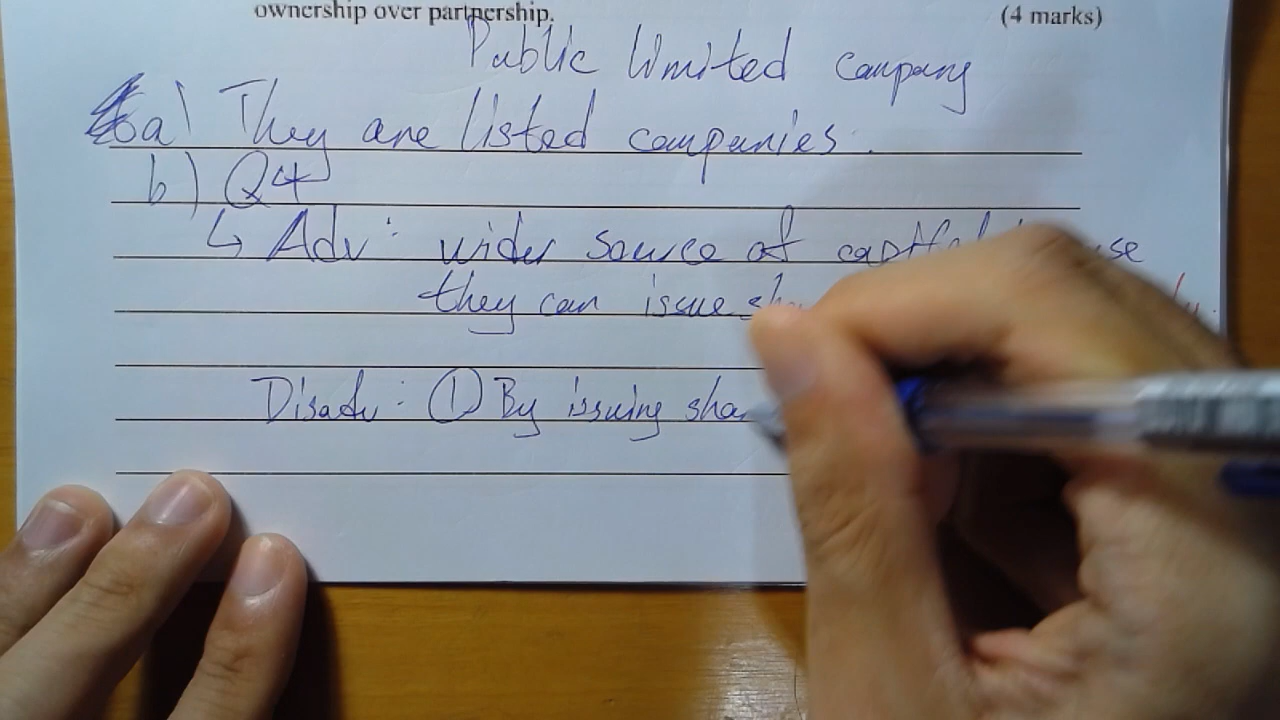 ownership over partnership. (4 marks)
Public limited company
a) They are listed companies.
b) Q4
↳ Adv: wider source of
they can issue
Disadv: ① By issuing